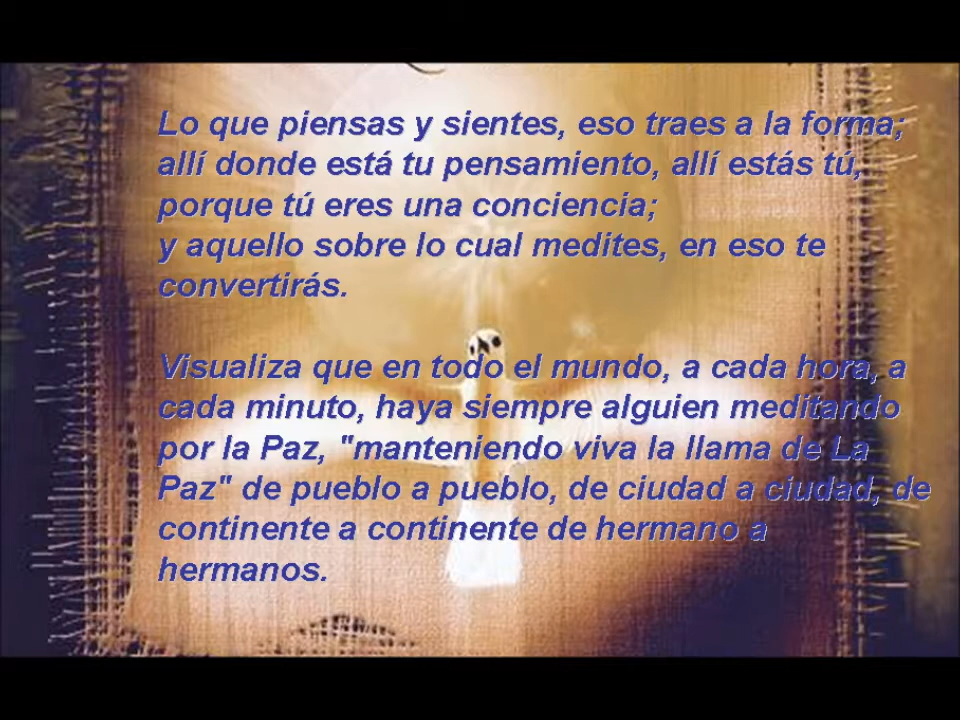 Lo que piensas y sientes, eso traes a la forma;
allí donde está tu pensamiento, allí estás tú,
porque tú eres una conciencia;
y aquello sobre lo cual medites, en eso te
convertirás.
Visualiza que en todo el mundo, a cada hora, a
cada minuto, haya siempre alguien meditando
por la Paz, "manteniendo viva la llama de La
Paz" de pueblo a pueblo, de ciudad a ciudad, de
continente a continente de hermano a
hermanos.